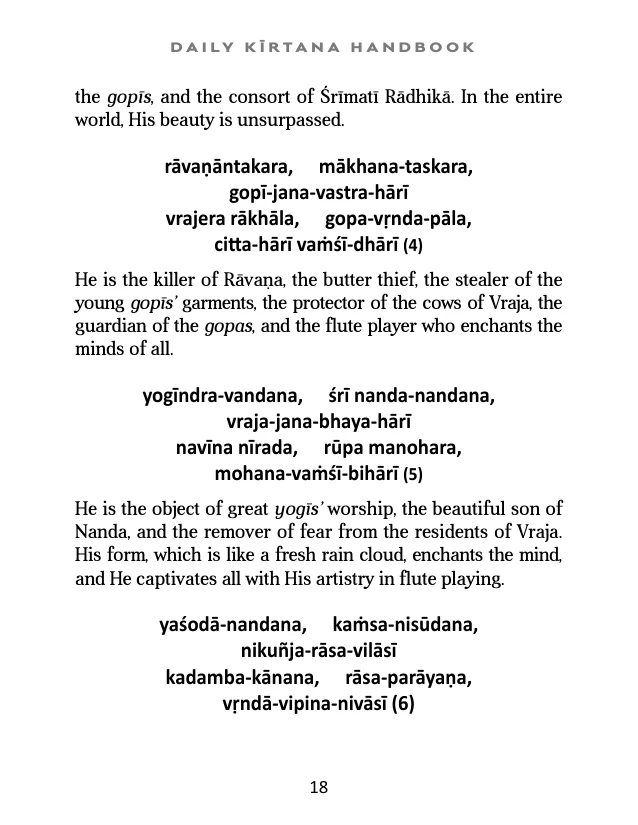 DAILY KĪRTANA HANDBOOK
the gopīs, and the consort of Śrīmatī Rādhikā. In the entire
world, His beauty is unsurpassed.
rāvaṇāntakara, mākhana-taskara,
gopī-jana-vastra-hārī
vrajera rākhāla, gopa-vṛnda-pāla,
citta-hārī vaṁśī-dhārī (4)
He is the killer of Rāvaṇa, the butter thief, the stealer of the
young gopīs' garments, the protector of the cows of Vraja, the
guardian of the gopas, and the flute player who enchants the
minds of all.
yogīndra-vandana, śrī nanda-nandana,
vraja-jana-bhaya-hārī
navīna nīrada, rūpa manohara,
mohana-vaṁśī-bihārī (5)
He is the object of great yogīs' worship, the beautiful son of
Nanda, and the remover of fear from the residents of Vraja.
His form, which is like a fresh rain cloud, enchants the mind,
and He captivates all with His artistry in flute playing.
yaśodā-nandana, kaṁsa-nisūdana,
nikuñja-rāsa-vilāsī
kadamba-kānana, rāsa-parāyaṇa,
vṛndā-vipina-nivāsī (6)
18